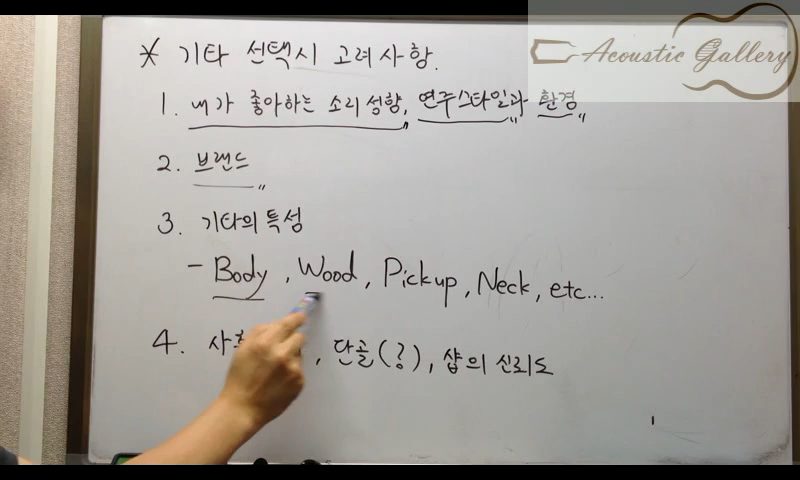 * 기타 선택시 고려사항.
Acoustic Gallery
1. 내가 좋아하는 소리성향, 연주스타일과 환경
2. 브랜드
3. 기타의 특성
- Body, Wood, Pickup, Neck, etc...
4. , 단골(?), 샵의 신뢰도